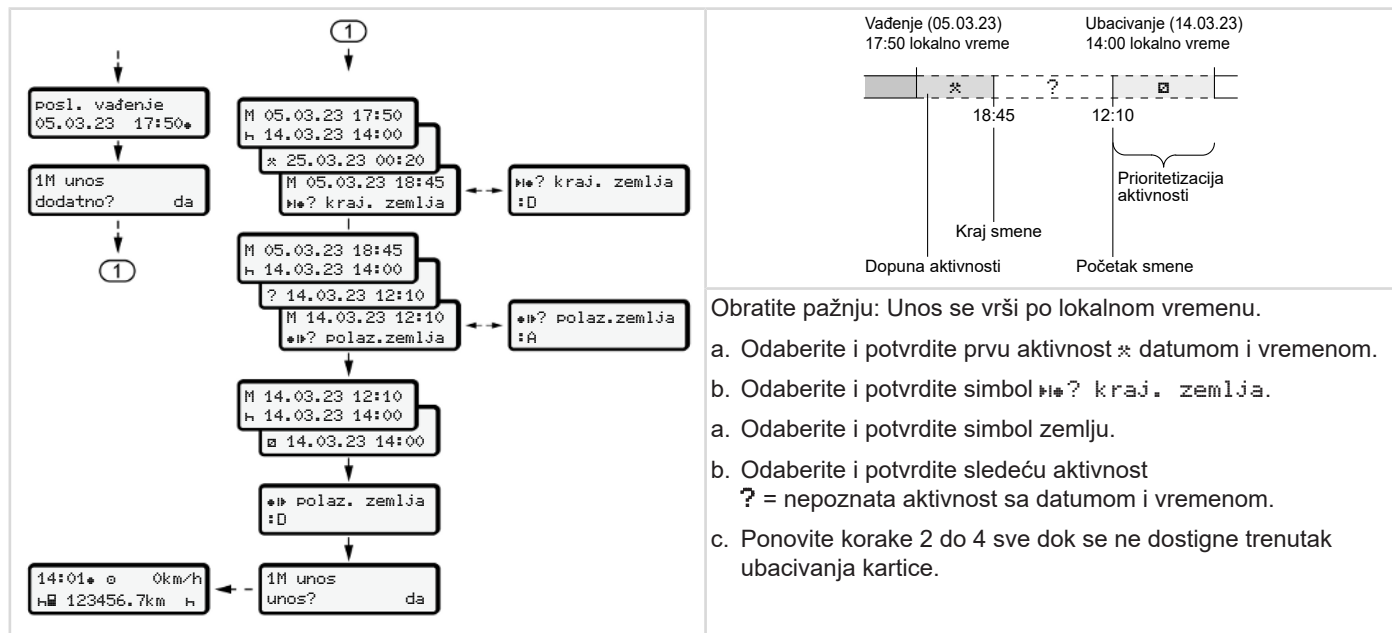 1
posl. vađenje
05.03.23 17:50
1M unos
dodatno? da
1
M 05.03.23 17:50
14.03.23 14:00
25.03.23 00:20
M 05.03.23 18:45
? kraj. zemlja
? kraj. zemlja
:D
M 05.03.23 18:45
14.03.23 14:00
? 14.03.23 12:10
M 14.03.23 12:10
? polaz.zemlja
? polaz.zemlja
:A
M 14.03.23 12:10
14.03.23 14:00
14.03.23 14:00
polaz. zemlja
:D
1M unos
unos? da
14:01 0km/h
123456.7km
Vađenje (05.03.23)
17:50 lokalno vreme
Ubacivanje (14.03.23)
14:00 lokalno vreme
?
18:45
12:10
Prioritetizacija
aktivnosti
Kraj smene
Dopuna aktivnosti
Početak smene
Obratite pažnju: Unos se vrši po lokalnom vremenu.
a. Odaberite i potvrdite prvu aktivnost datumom i vremenom.
b. Odaberite i potvrdite simbol ? kraj. zemlja.
a. Odaberite i potvrdite simbol zemlju.
b. Odaberite i potvrdite sledeću aktivnost
? = nepoznata aktivnost sa datumom i vremenom.
c. Ponovite korake 2 do 4 sve dok se ne dostigne trenutak
ubacivanja kartice.